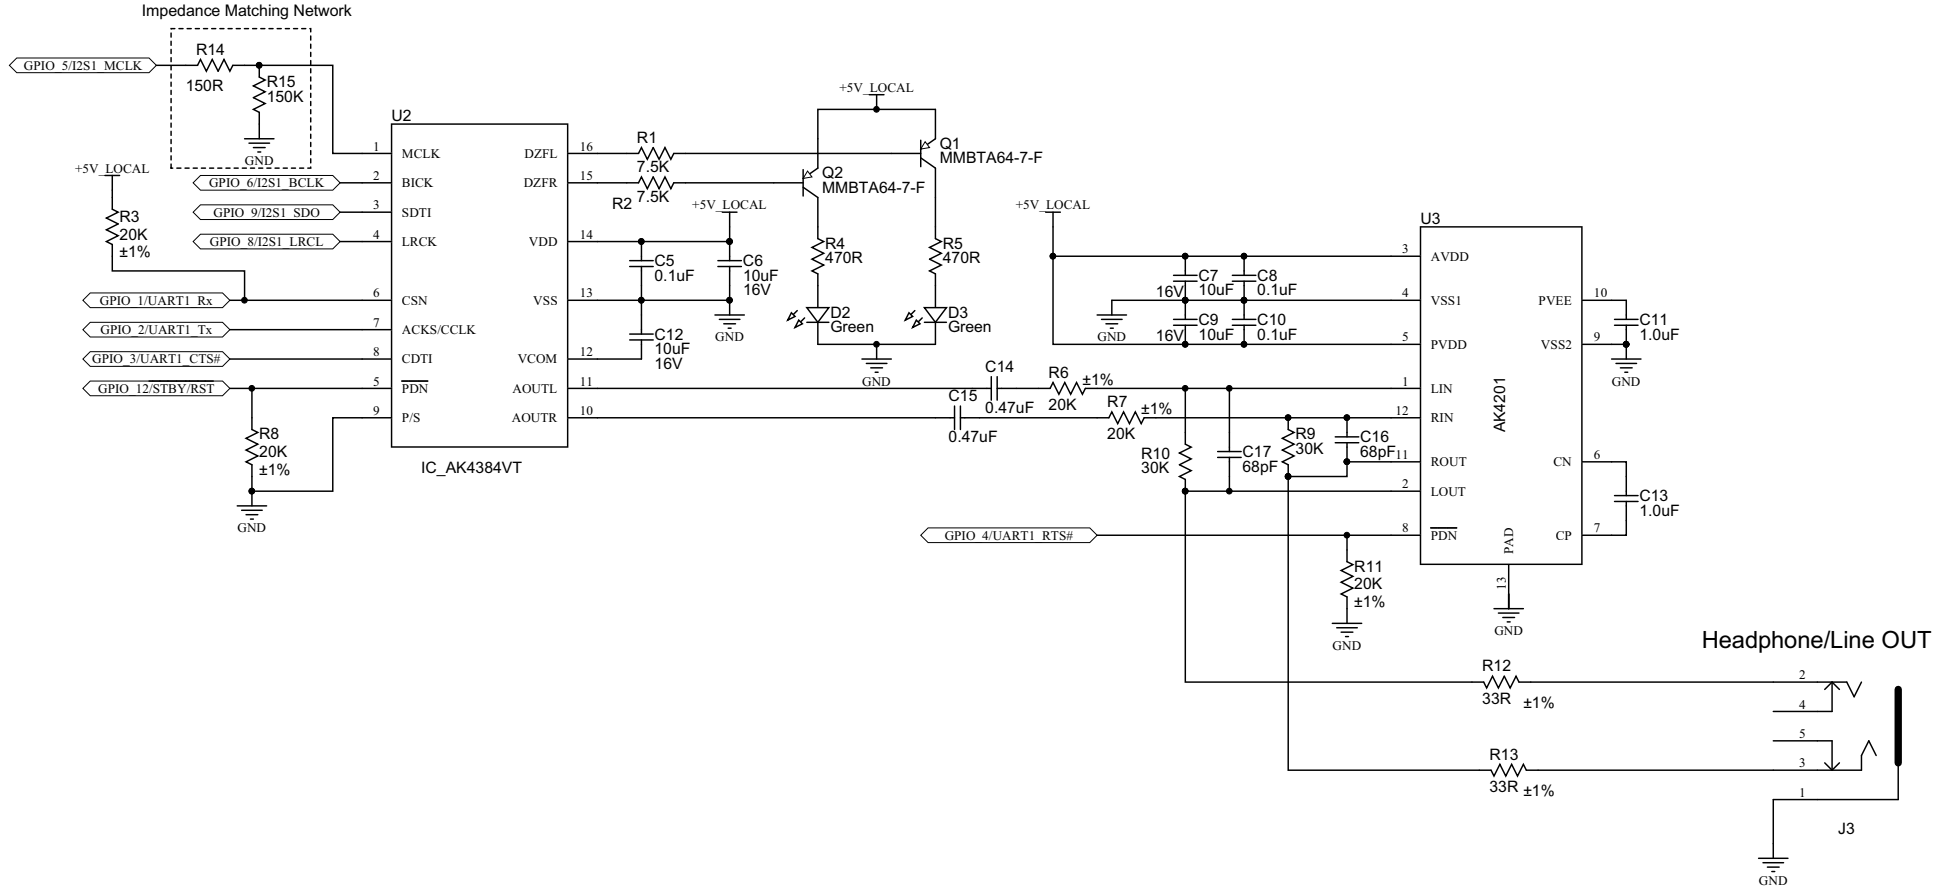 Impedance Matching Network
GPIO_5/I2S1_MCLK
R14
150R
R15
150K
GND
+5V_LOCAL
R3
20K
±1%
GPIO_6/I2S1_BCLK
GPIO_9/I2S1_SDO
GPIO_8/I2S1_LRCL
GPIO_1/UART1_Rx
GPIO_2/UART1_Tx
GPIO_3/UART1_CTS#
GPIO_12/STBY/RST
R8
20K
±1%
GND
U2
1 MCLK DZFL 16
2 BICK DZFR 15
3 SDTI
4 LRCK VDD 14
6 CSN VSS 13
7 ACKS/CCLK
8 CDTI VCOM 12
5 PDN AOUTL 11
9 P/S AOUTR 10
IC_AK4384VT
R1
7.5K
R2
7.5K
+5V_LOCAL
Q1
MMBTA64-7-F
Q2
MMBTA64-7-F
+5V_LOCAL
C5
0.1uF
C6
10uF
16V
GND
C12
10uF
16V
R4
470R
R5
470R
D2
Green
D3
Green
GND
C14
0.47uF
C15
0.47uF
R6
±1%
20K
R7
±1%
20K
+5V_LOCAL
GND
C7
16V
10uF
C8
0.1uF
C9
16V
10uF
C10
0.1uF
R10
30K
C17
68pF
R9
30K
C16
68pF
GPIO_4/UART1_RTS#
R11
20K
±1%
GND
U3
3 AVDD
4 VSS1 PVEE 10
5 PVDD VSS2 9
1 LIN
12 RIN
AK4201
11 ROUT CN 6
2 LOUT
8 PDN CP 7
PAD
13
GND
C11
1.0uF
GND
C13
1.0uF
Headphone/Line OUT
R12
33R
±1%
R13
33R
±1%
2
4
5
3
1
J3
GND